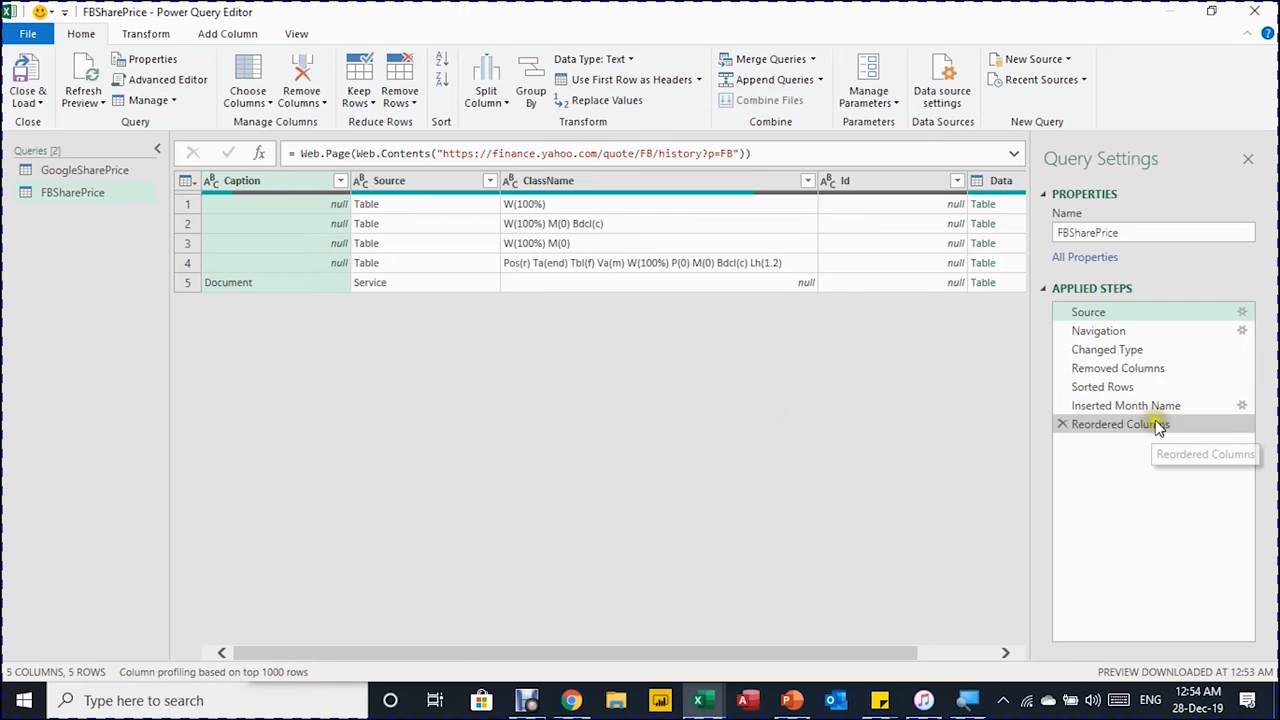 FBSharePrice - Power Query Editor
File Home Transform Add Column View
Close & Load
Refresh Preview
Properties
Advanced Editor
Manage
Choose Columns
Remove Columns
Keep Rows
Remove Rows
Split Column
Group By
Data Type: Text
Use First Row as Headers
Replace Values
Merge Queries
Append Queries
Combine Files
Manage Parameters
Data source settings
New Source
Recent Sources
Close Query Manage Columns Reduce Rows Sort Transform Combine Parameters Data Sources New Query
Queries [2]
GoogleSharePrice
FBSharePrice
fx = Web.Page(Web.Contents("https://finance.yahoo.com/quote/FB/history?p=FB"))
Caption Source ClassName Id Data
1 null Table W(100%) null Table
2 null Table W(100%) M(0) Bdcl(c) null Table
3 null Table W(100%) M(0) null Table
4 null Table Pos(r) Ta(end) Tbl(f) Va(m) W(100%) P(0) M(0) Bdcl(c) Lh(1.2) null Table
5 Document Service null null Table
Query Settings
PROPERTIES
Name
FBSharePrice
All Properties
APPLIED STEPS
Source
Navigation
Changed Type
Removed Columns
Sorted Rows
Inserted Month Name
Reordered Columns
Reordered Columns
5 COLUMNS, 5 ROWS Column profiling based on top 1000 rows PREVIEW DOWNLOADED AT 12:53 AM
Type here to search
ENG
12:54 AM
28-Dec-19